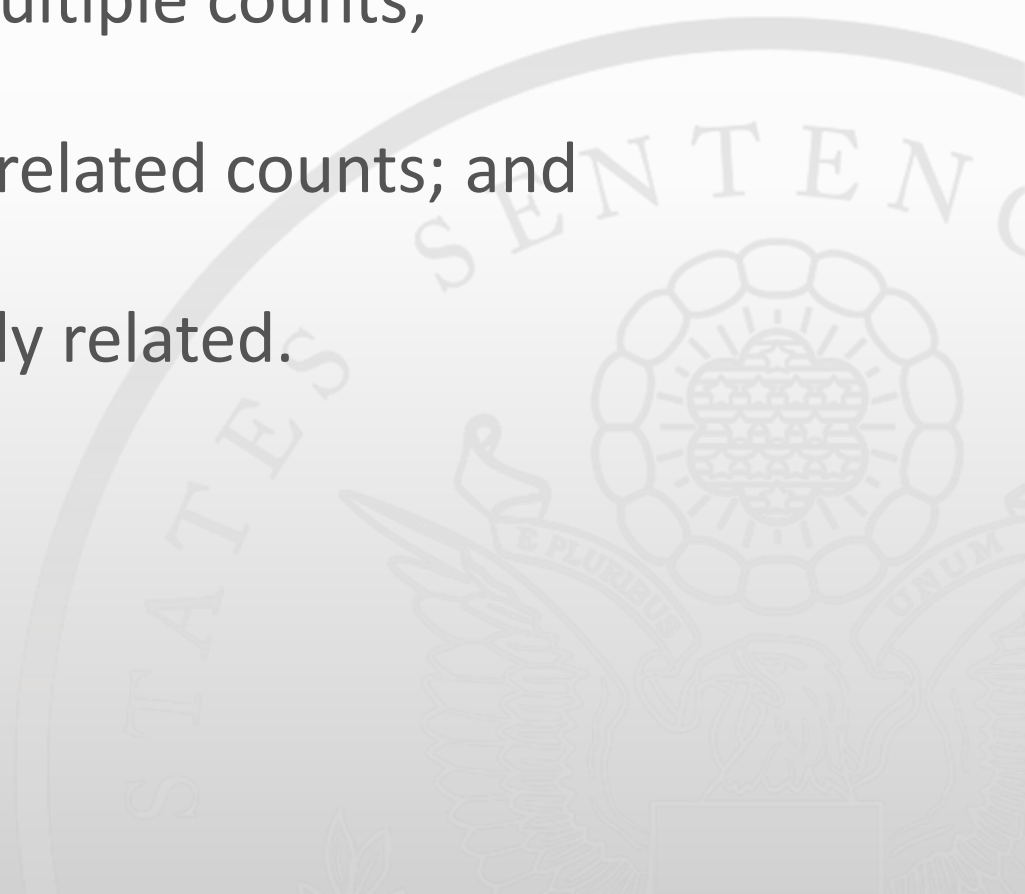 ultiple counts;
related counts; and
ly related.
STATES SENTENC
E PLURIBUS UNUM